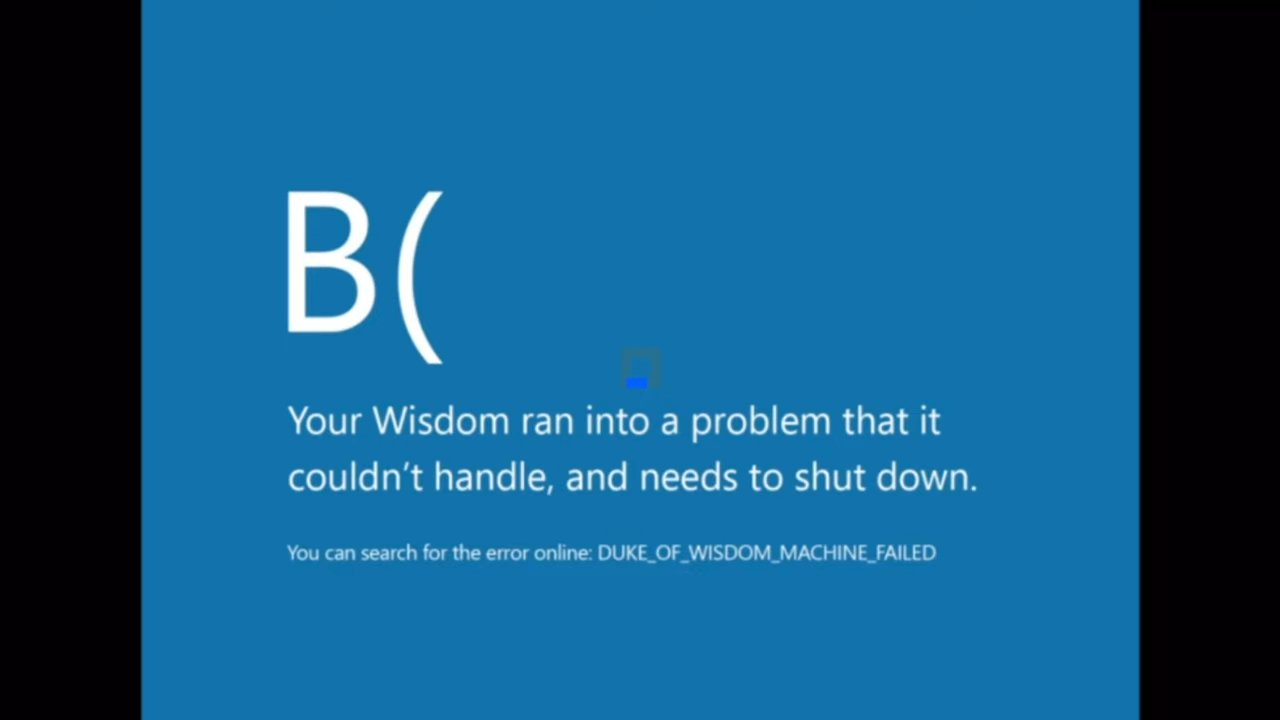 B(
Your Wisdom ran into a problem that it
couldn’t handle, and needs to shut down.
You can search for the error online: DUKE_OF_WISDOM_MACHINE_FAILED